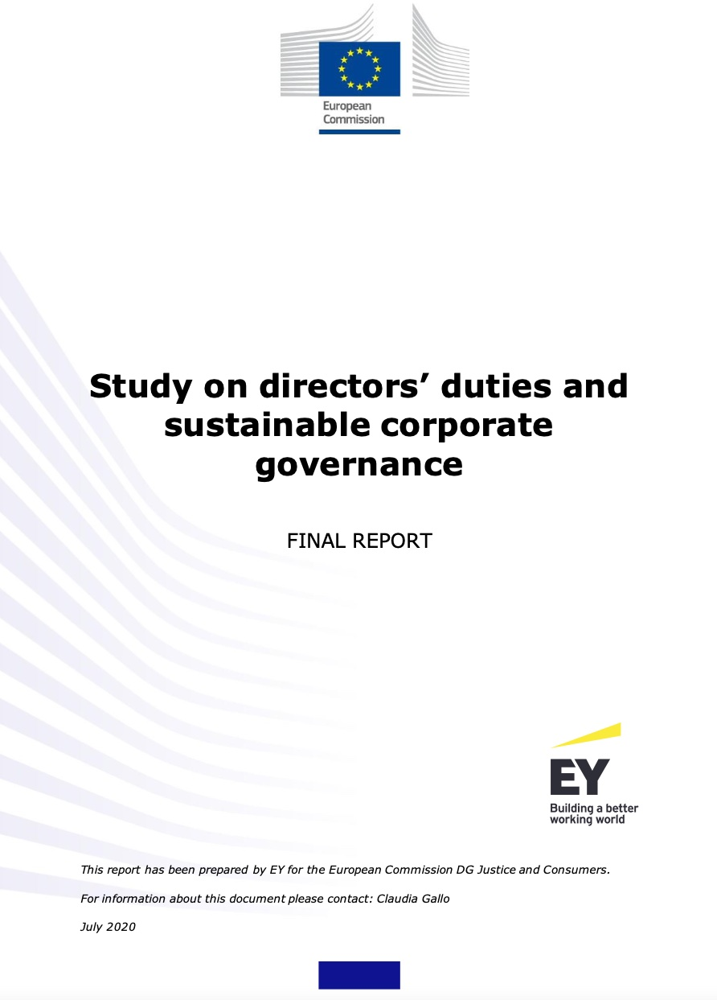 European
Commission
Study on directors’ duties and
sustainable corporate
governance
FINAL REPORT
EY
Building a better
working world
This report has been prepared by EY for the European Commission DG Justice and Consumers.
For information about this document please contact: Claudia Gallo
July 2020